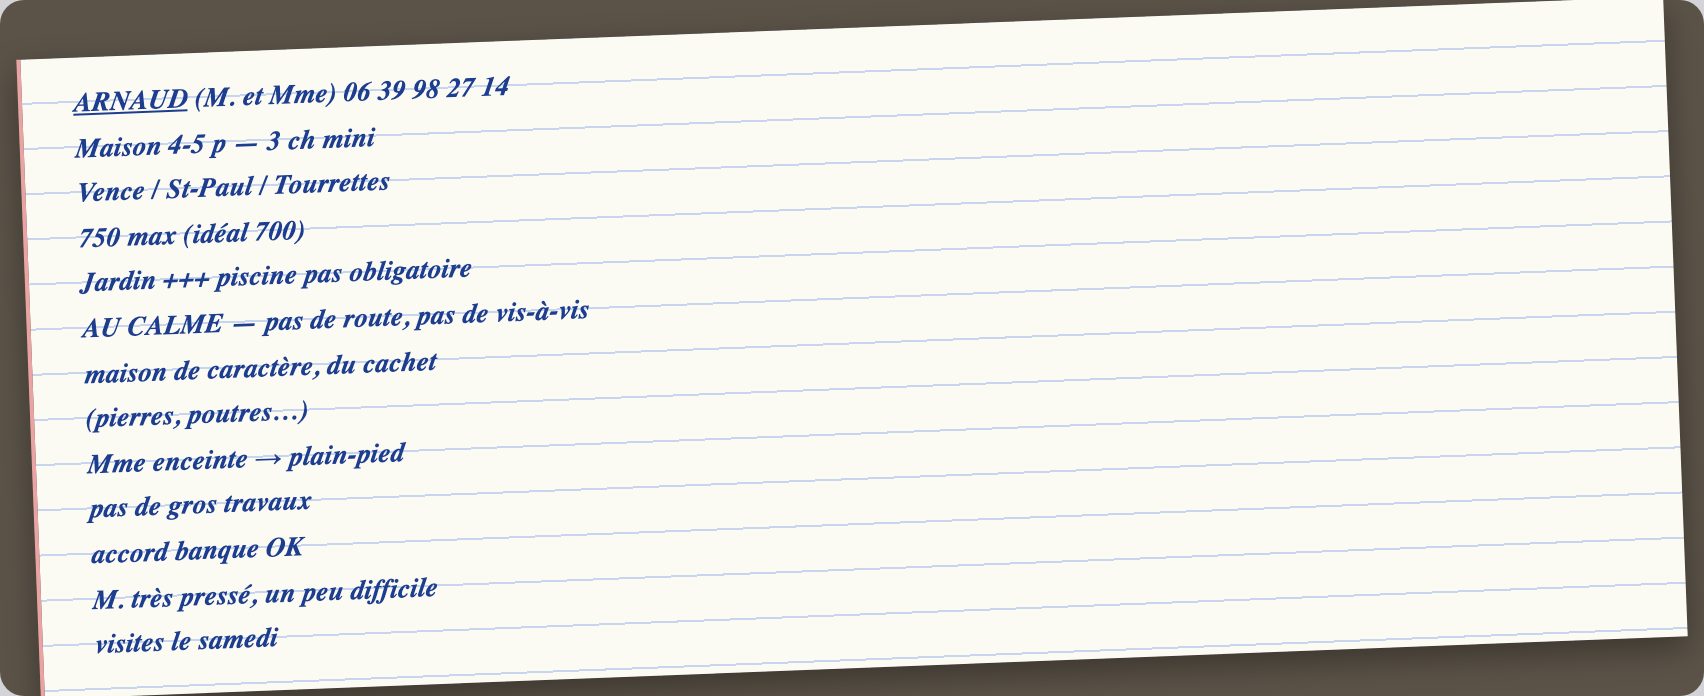 ARNAUD (M. et Mme) 06 39 98 27 14
Maison 4-5 p — 3 ch mini
Vence / St-Paul / Tourrettes
750 max (idéal 700)
Jardin +++ piscine pas obligatoire
AU CALME — pas de route, pas de vis-à-vis
maison de caractère, du cachet
(pierres, poutres…)
Mme enceinte → plain-pied
pas de gros travaux
accord banque OK
M. très pressé, un peu difficile
visites le samedi